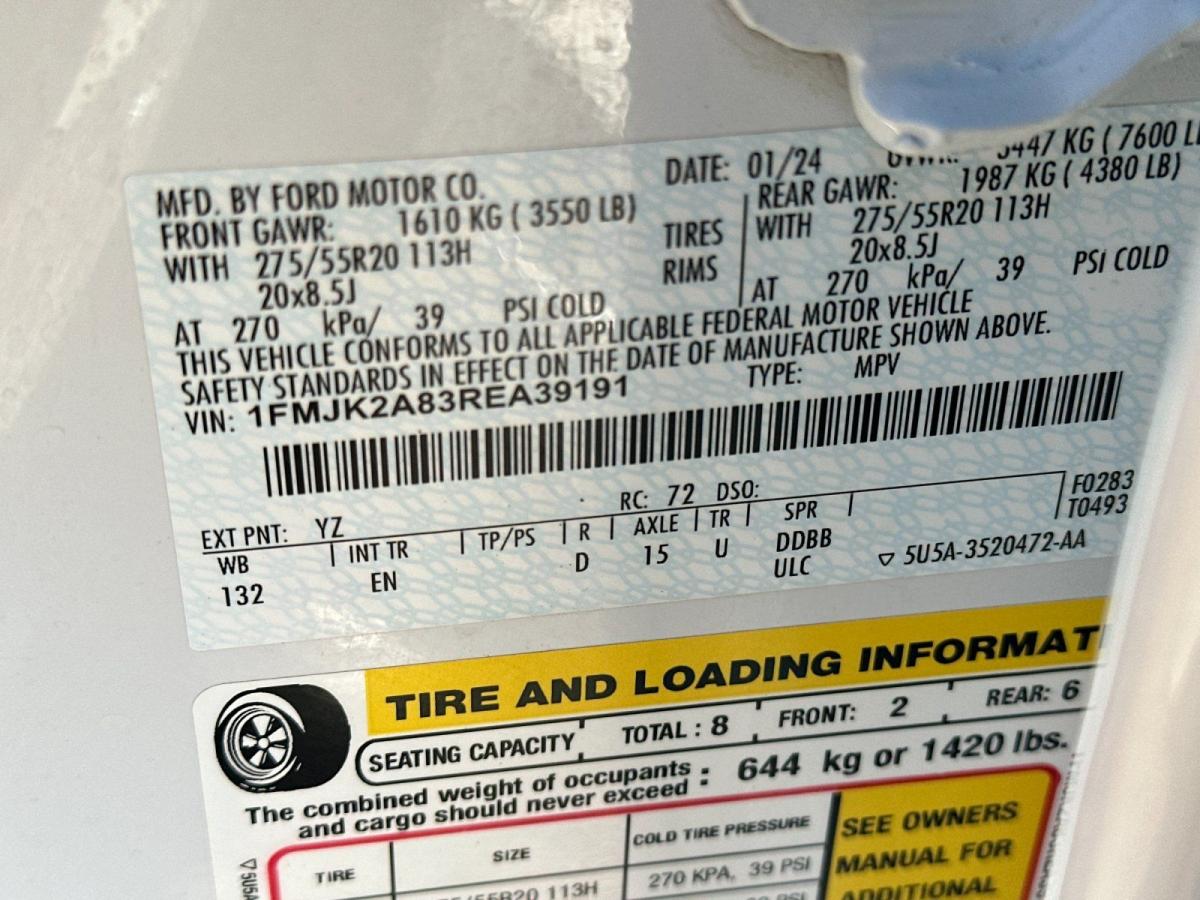 MFD. BY FORD MOTOR CO.
DATE: 01/24 GVWR: 3447 KG ( 7600 L
FRONT GAWR: 1610 KG ( 3550 LB) REAR GAWR: 1987 KG ( 4380 LB)
WITH 275/55R20 113H TIRES WITH 275/55R20 113H
20x8.5J RIMS 20x8.5J
AT 270 kPa/ 39 PSI COLD AT 270 kPa/ 39 PSI COLD
THIS VEHICLE CONFORMS TO ALL APPLICABLE FEDERAL MOTOR VEHICLE
SAFETY STANDARDS IN EFFECT ON THE DATE OF MANUFACTURE SHOWN ABOVE.
VIN: 1FMJK2A83REA39191 TYPE: MPV
EXT PNT: YZ RC: 72 DSO: F0283
WB INT TR TP/PS R AXLE TR SPR T0493
132 EN D 15 U DDBB
ULC ▽ 5U5A-3520472-AA
TIRE AND LOADING INFORMAT
SEATING CAPACITY TOTAL : 8 FRONT: 2 REAR: 6
The combined weight of occupants
and cargo should never exceed : 644 kg or 1420 lbs.
TIRE SIZE COLD TIRE PRESSURE
/55R20 113H 270 KPA, 39 PSI
SEE OWNERS
MANUAL FOR
ADDITIONAL
▽ 5U5A